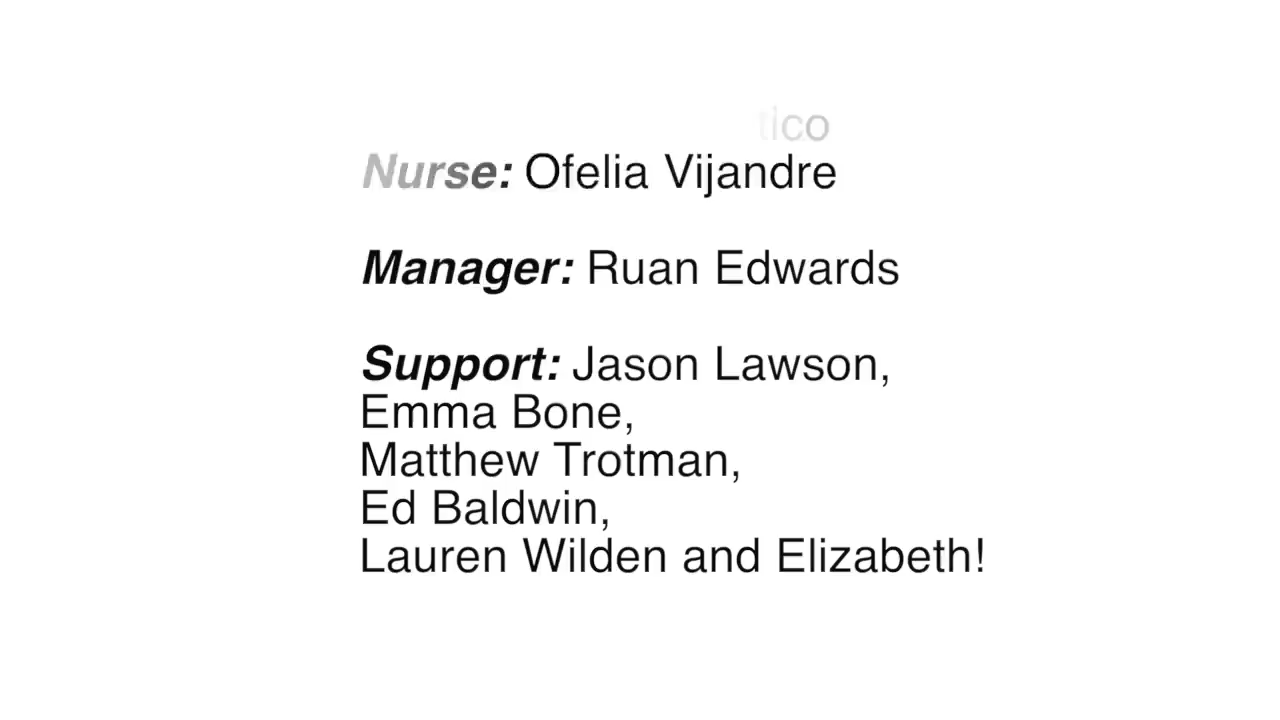 Nurse: Ofelia Vijandre
Manager: Ruan Edwards
Support: Jason Lawson,
Emma Bone,
Matthew Trotman,
Ed Baldwin,
Lauren Wilden and Elizabeth!